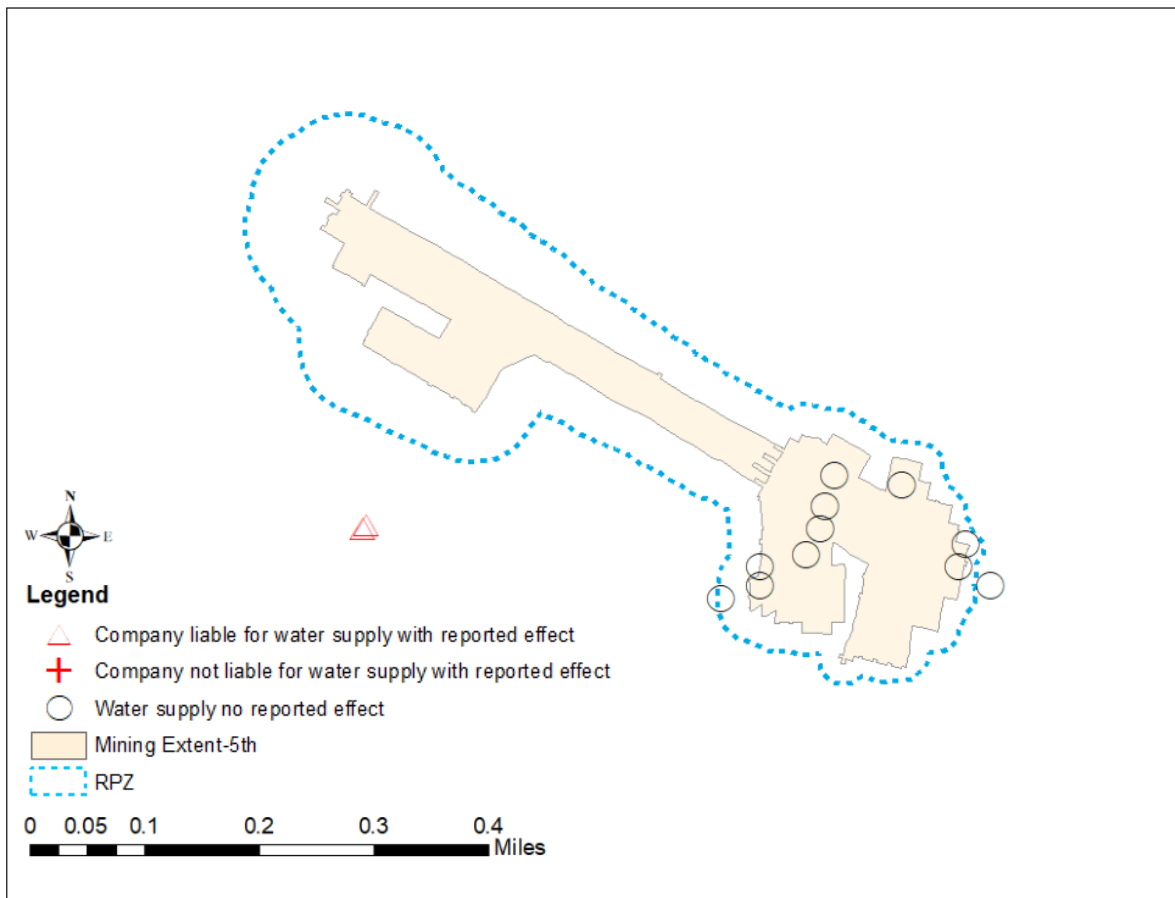 N
W E
S
Legend
Company liable for water supply with reported effect
Company not liable for water supply with reported effect
Water supply no reported effect
Mining Extent-5th
RPZ
0 0.05 0.1 0.2 0.3 0.4
Miles